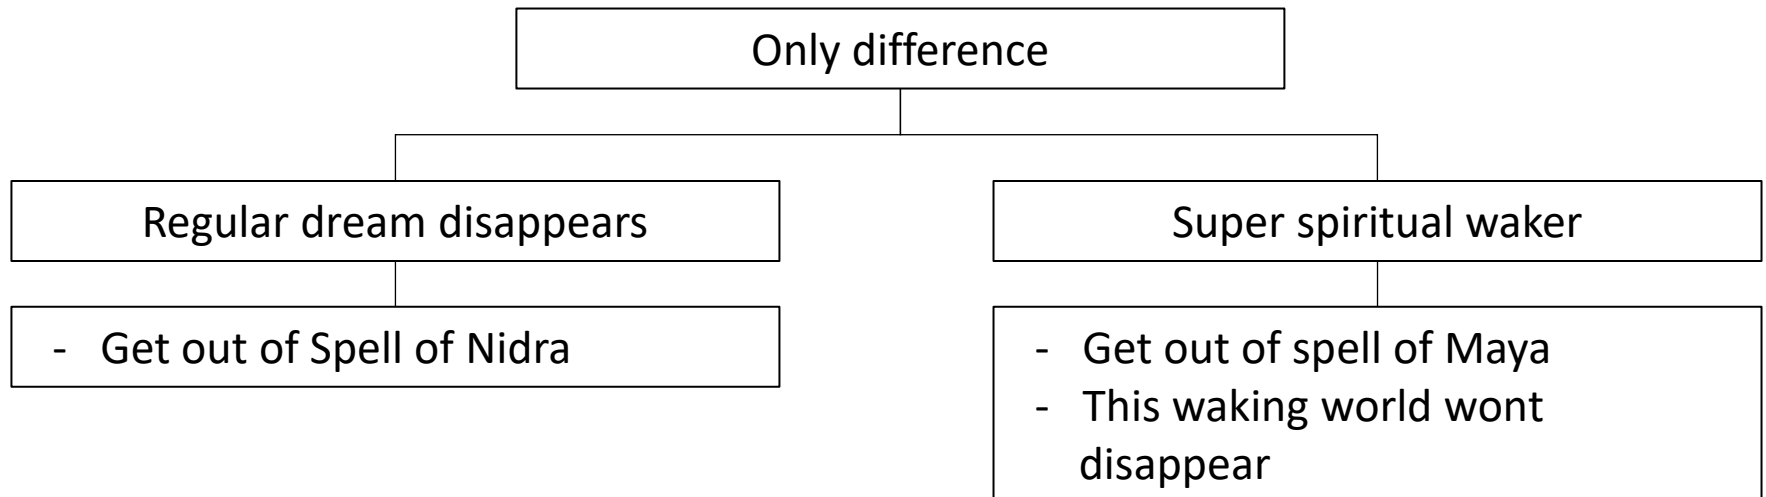 Only difference
Regular dream disappears
Super spiritual waker
- Get out of Spell of Nidra
- Get out of spell of Maya
- This waking world wont
disappear